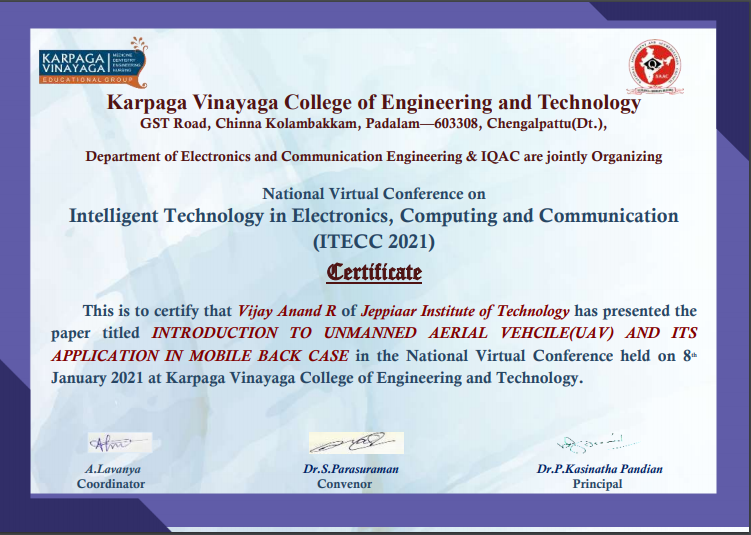 KARPAGA VINAYAGA
MEDICINE
DENTISTRY
ENGINEERING
NURSING
EDUCATIONAL GROUP
Karpaga Vinayaga College of Engineering and Technology
GST Road, Chinna Kolambakkam, Padalam—603308, Chengalpattu(Dt.),
Department of Electronics and Communication Engineering & IQAC are jointly Organizing
National Virtual Conference on
Intelligent Technology in Electronics, Computing and Communication
(ITECC 2021)
Certificate
This is to certify that Vijay Anand R of Jeppiaar Institute of Technology has presented the
paper titled INTRODUCTION TO UNMANNED AERIAL VEHCILE(UAV) AND ITS
APPLICATION IN MOBILE BACK CASE in the National Virtual Conference held on 8th
January 2021 at Karpaga Vinayaga College of Engineering and Technology.
A.Lavanya
Coordinator
Dr.S.Parasuraman
Convenor
Dr.P.Kasinatha Pandian
Principal